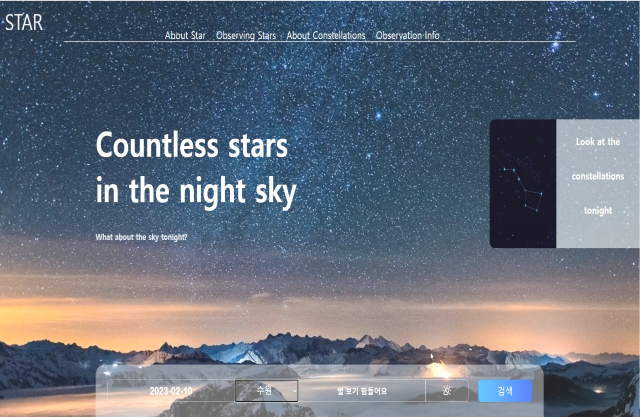 STAR
About Star Observing Stars About Constellations Observation Info
Countless stars
in the night sky
What about the sky tonight?
Look at the
constellations
tonight
2023-02-10 수원 별 보기 힘들어요 검색